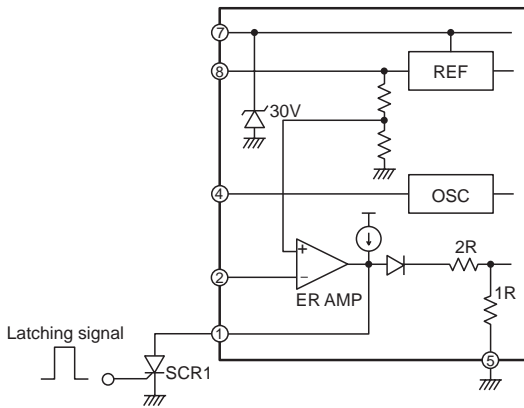 7
8
REF
30V
4
OSC
+
−
2R
2
ER AMP
1R
Latching signal
1
SCR1
5